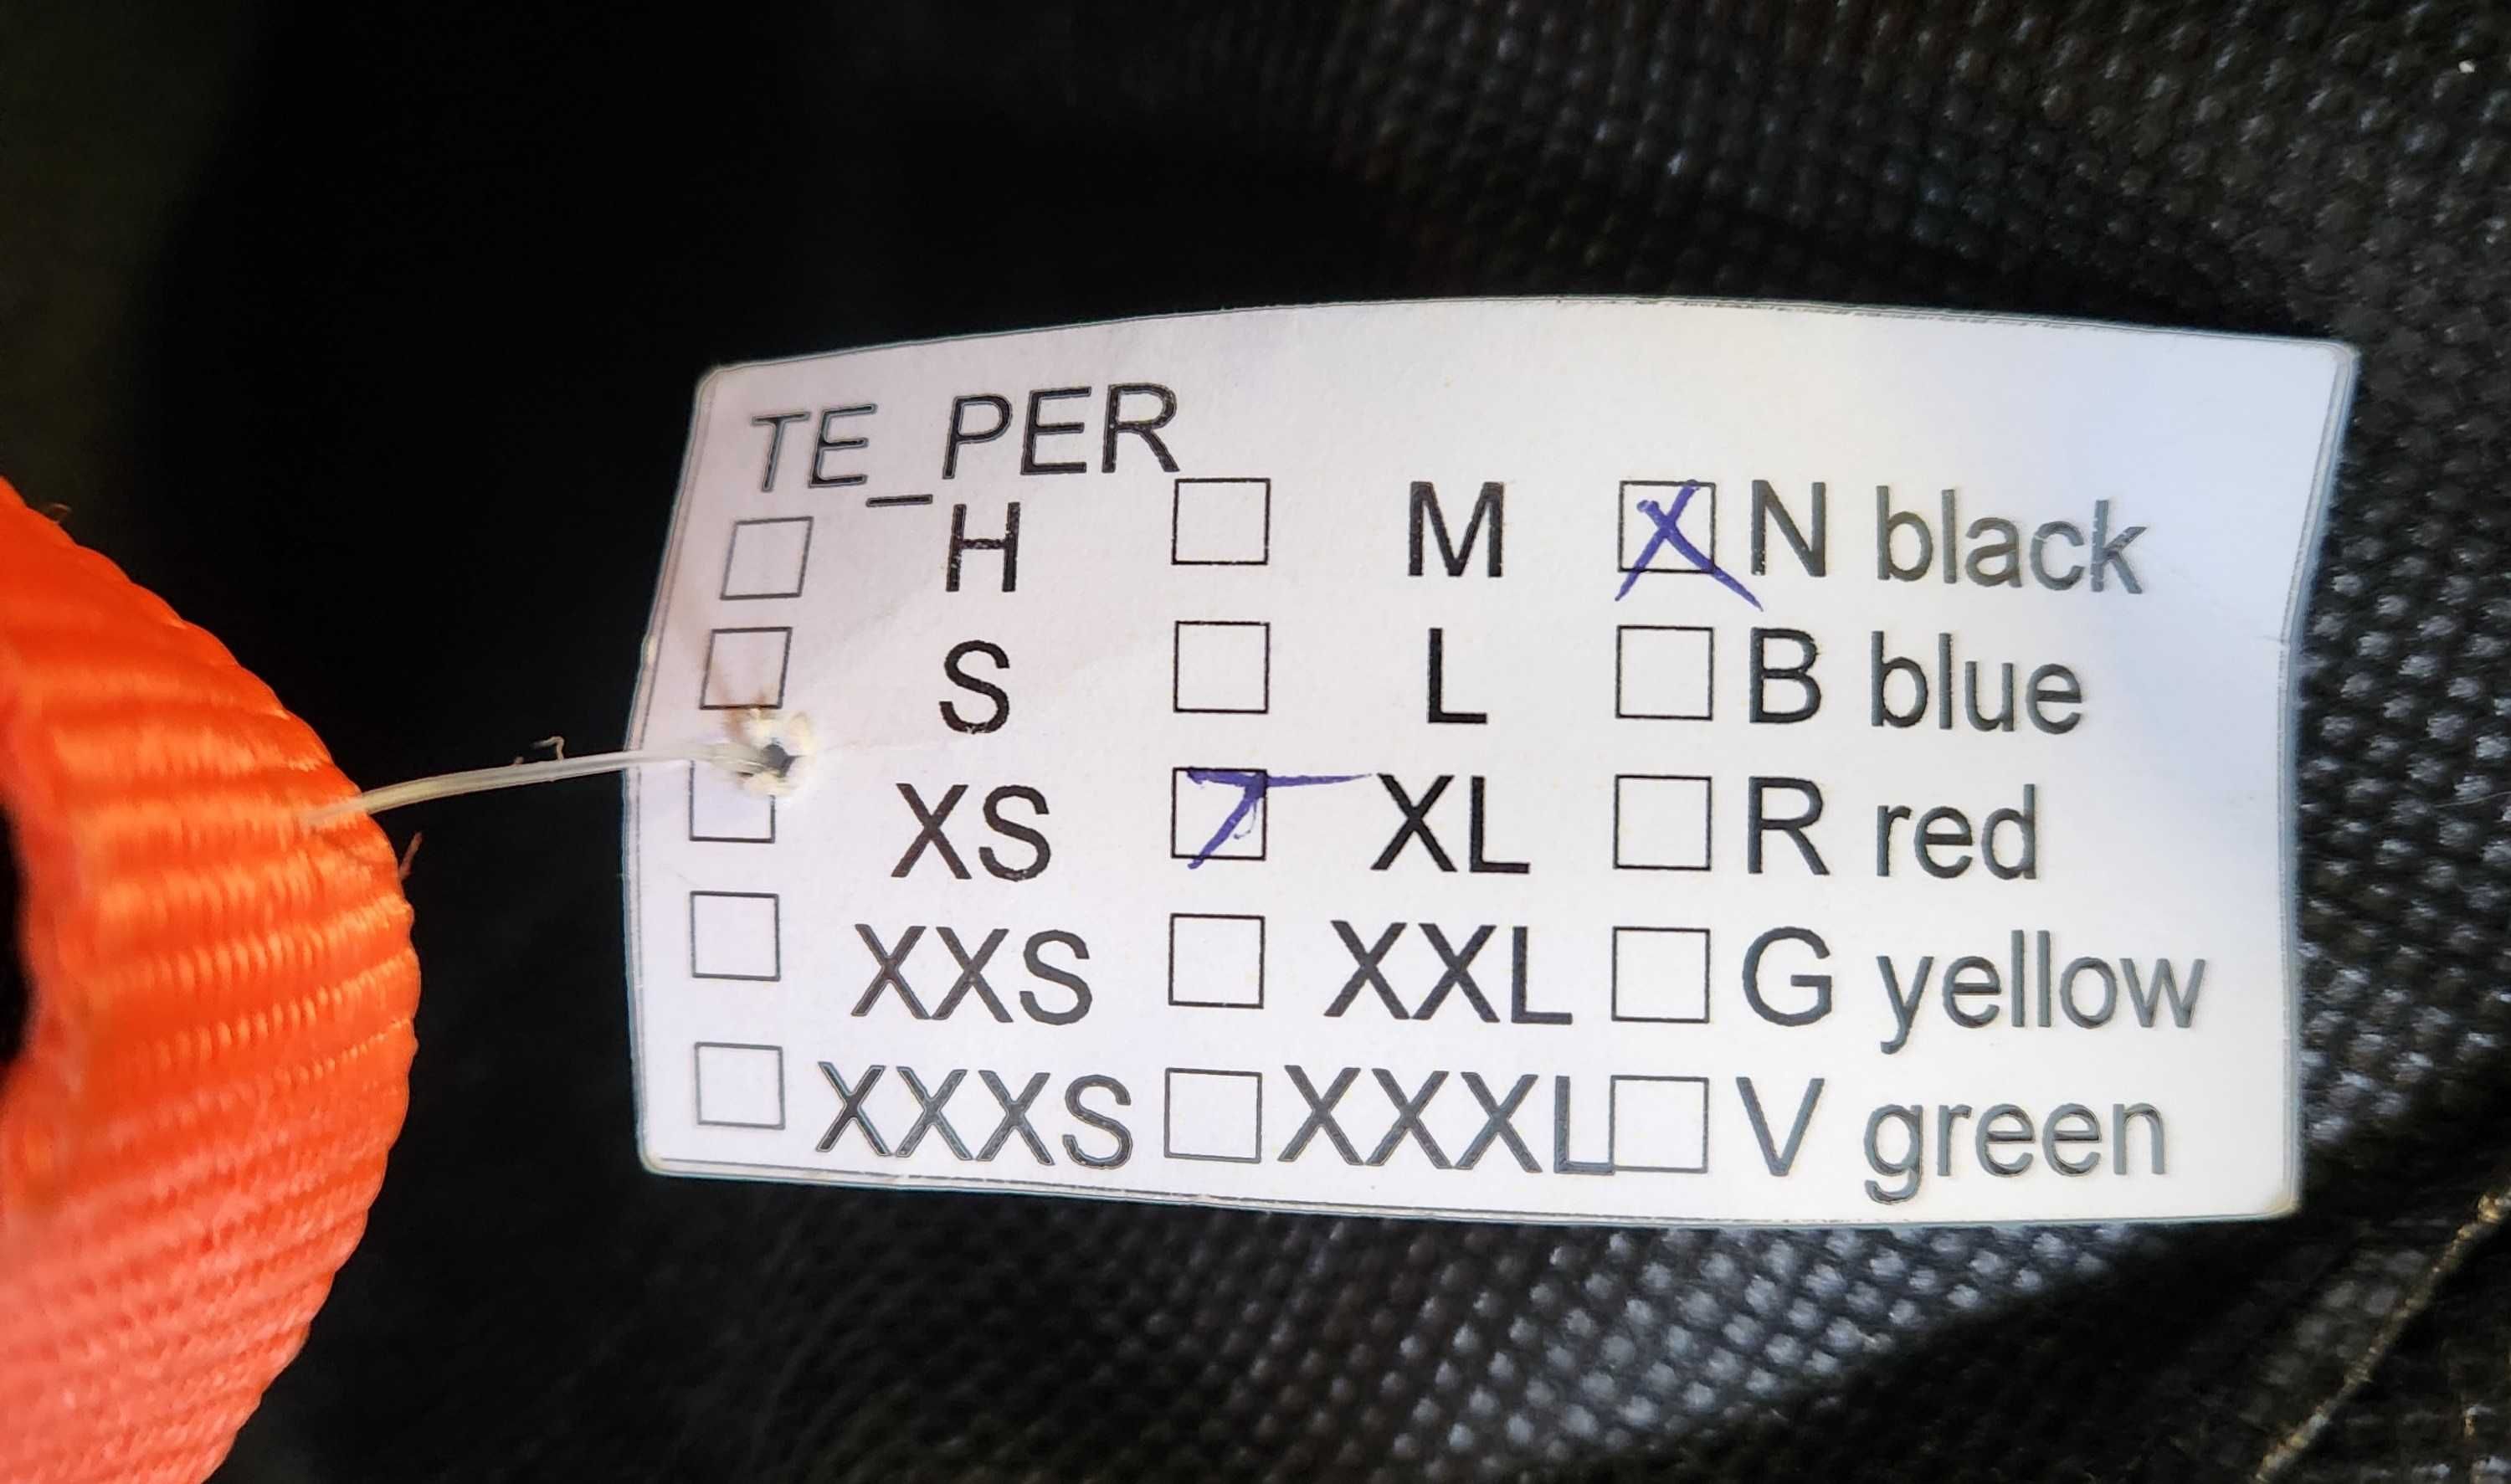 TE_PER
H M N black
S L B blue
XS XL R red
XXS XXL G yellow
XXXS XXXL V green